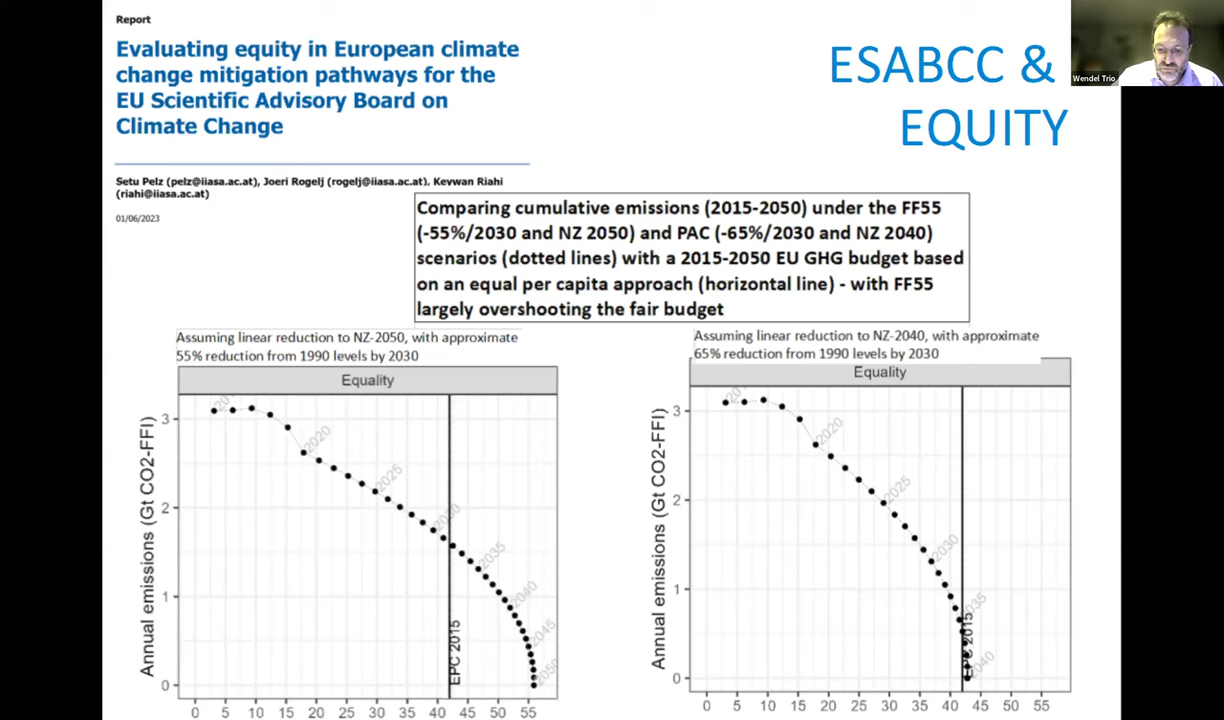 Report
Evaluating equity in European climate
change mitigation pathways for the
EU Scientific Advisory Board on
Climate Change
Setu Pelz (pelz@iiasa.ac.at), Joeri Rogelj (rogelj@iiasa.ac.at), Keywan Riahi
(riahi@iiasa.ac.at)
01/06/2023
ESABCC &
EQUITY
Wendel Trio
Comparing cumulative emissions (2015-2050) under the FF55
(-55%/2030 and NZ 2050) and PAC (-65%/2030 and NZ 2040)
scenarios (dotted lines) with a 2015-2050 EU GHG budget based
on an equal per capita approach (horizontal line) - with FF55
largely overshooting the fair budget
Assuming linear reduction to NZ-2050, with approximate
55% reduction from 1990 levels by 2030
Equality
Annual emissions (Gt CO2-FFI)
3
2
1
0
2020
2025
2030
2035
2040
2045
2050
EPC 2015
0 5 10 15 20 25 30 35 40 45 50 55
Assuming linear reduction to NZ-2040, with approximate
65% reduction from 1990 levels by 2030
Equality
Annual emissions (Gt CO2-FFI)
3
2
1
0
2020
2025
2030
2035
2040
EPC 2015
0 5 10 15 20 25 30 35 40 45 50 55